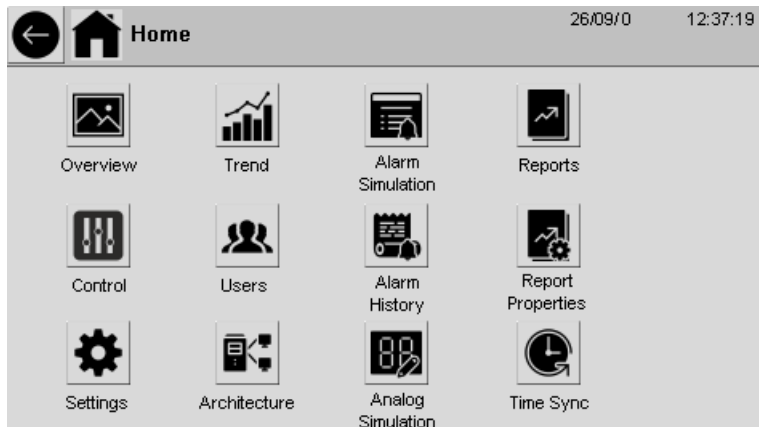 Home
26/09/0
12:37:19
Overview
Trend
Alarm
Simulation
Reports
Control
Users
Alarm
History
Report
Properties
Settings
Architecture
Analog
Simulation
Time Sync